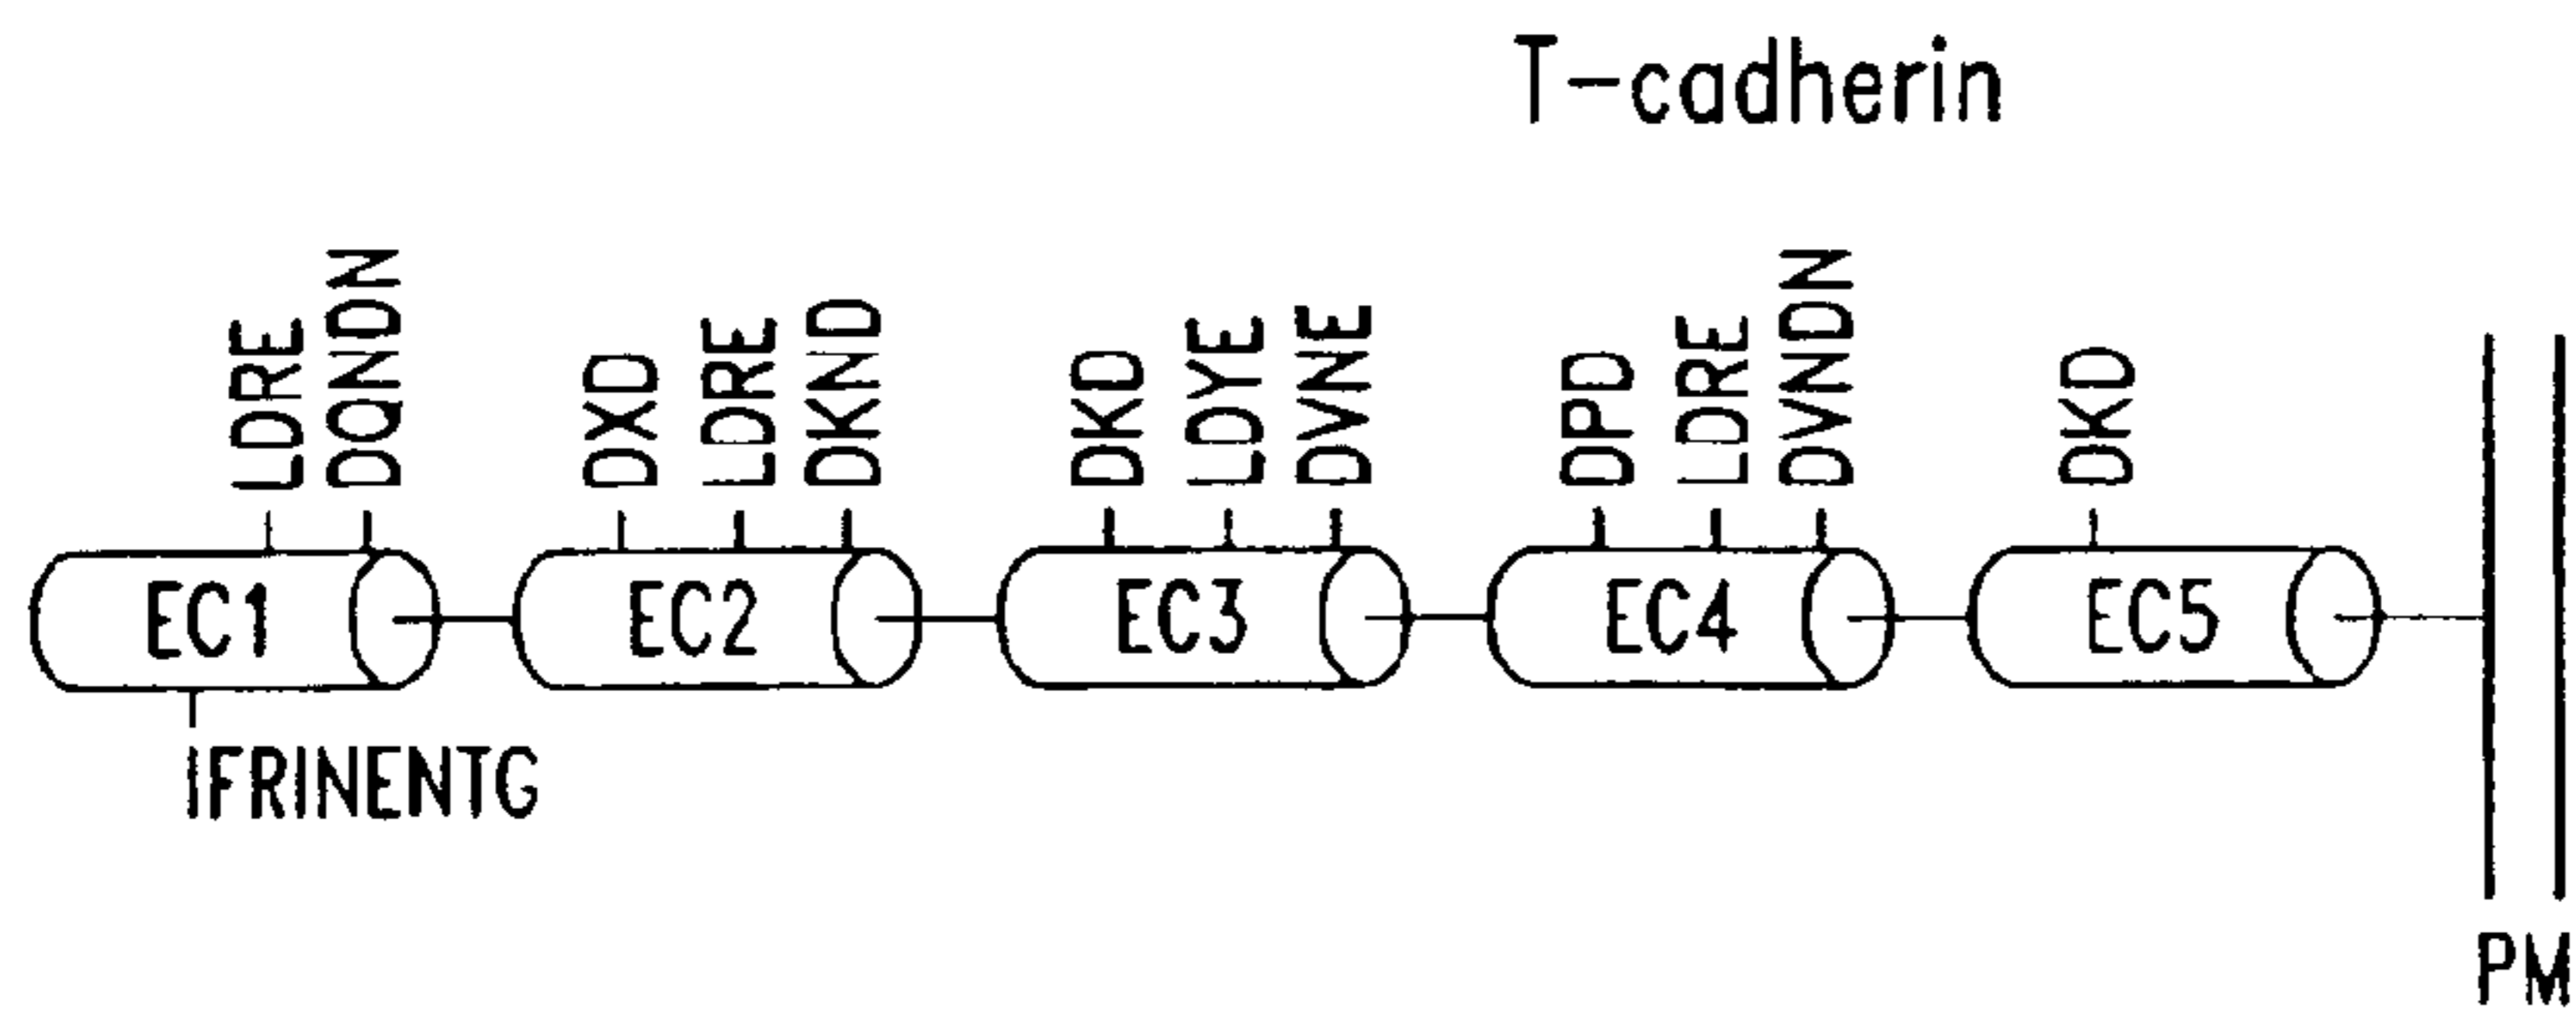 T-cadherin
LDRE
DQNDN
DXD
LDRE
DKND
DKD
LDYE
DVNE
DPD
LDRE
DVNDN
DKD
EC1
EC2
EC3
EC4
EC5
IFRINENTG
PM